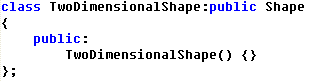 class TwoDimensionalShape:public Shape
{
    public:
        TwoDimensionalShape() {}
};